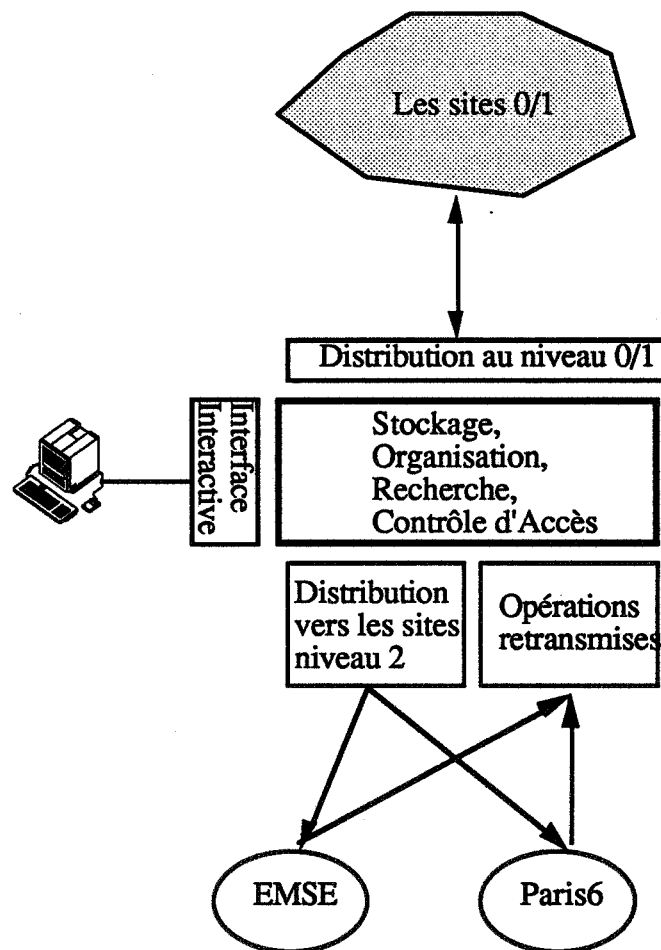 Les sites 0/1
Distribution au niveau 0/1
Interface
Interactive
Stockage,
Organisation,
Recherche,
Contrôle d'Accès
Distribution
vers les sites
niveau 2
Opérations
retransmises
EMSE
Paris6